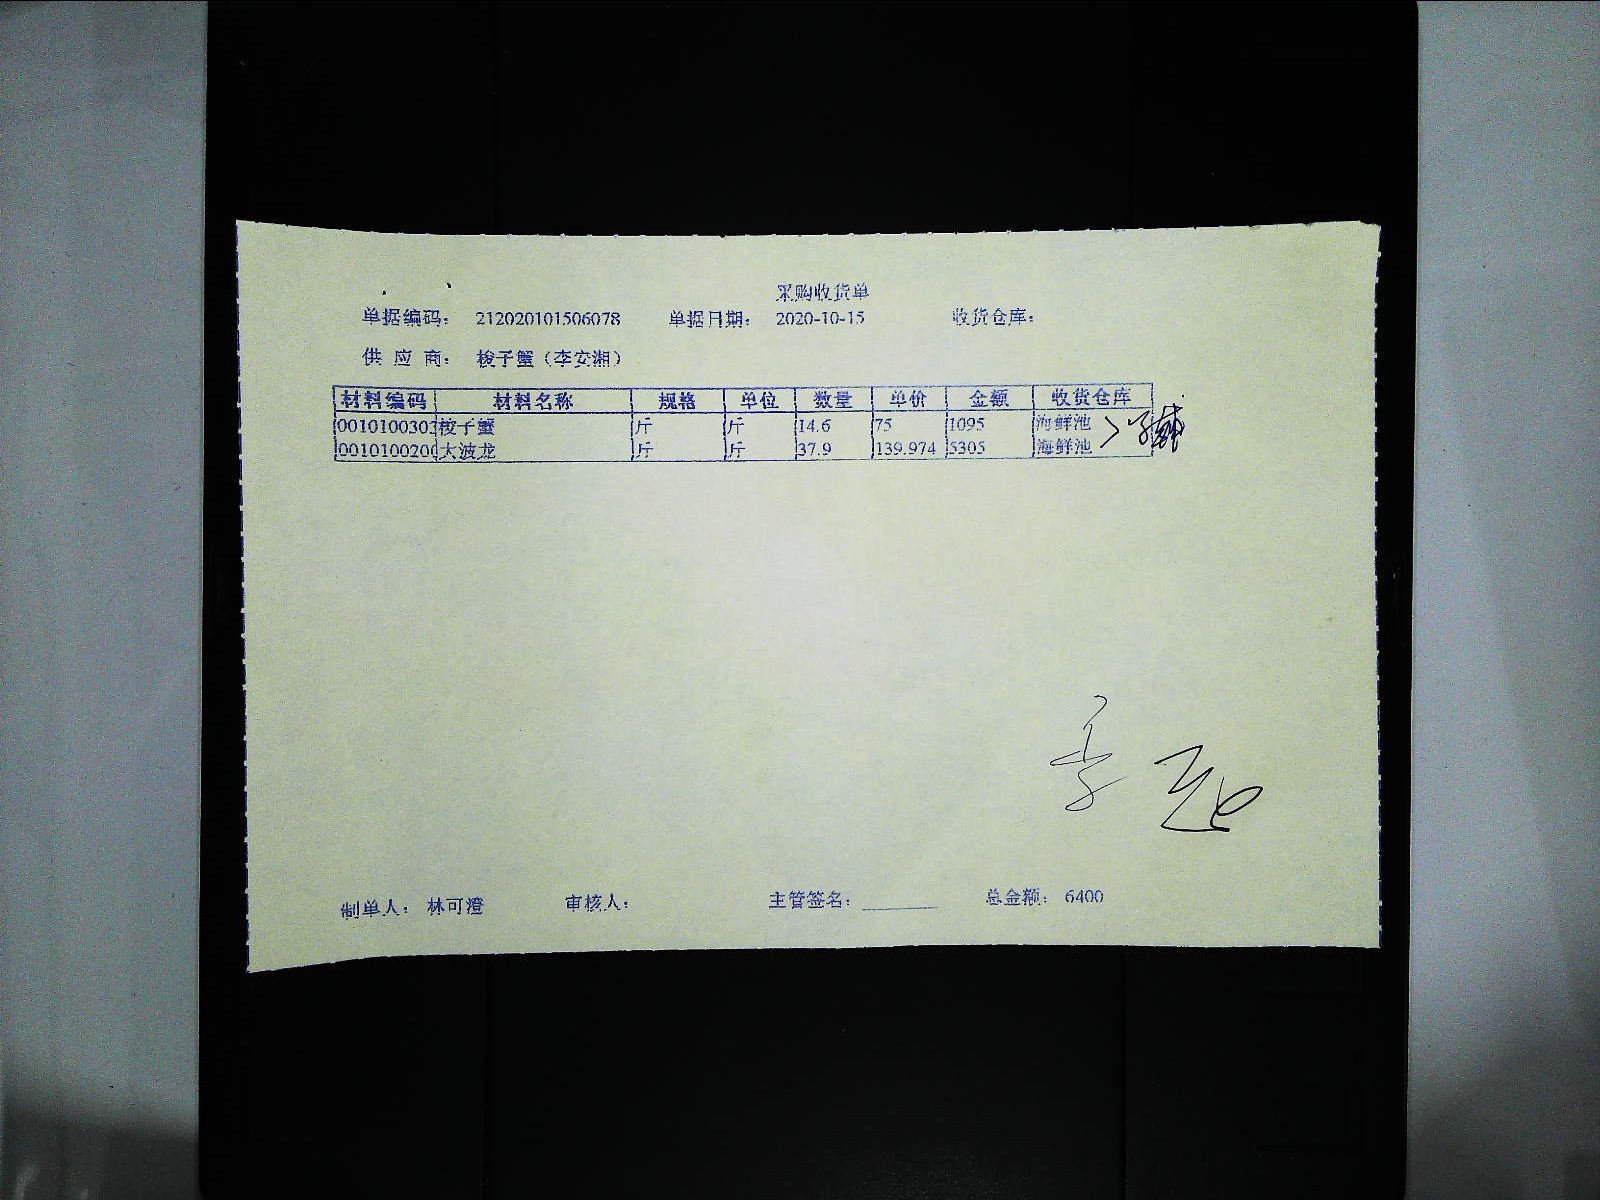 采购收货单
单据编码： 212020101506078 单据日期： 2020-10-15 收货仓库：
供 应 商： 梭子蟹（李安湘）
材料编码 材料名称 规格 单位 数量 单价 金额 收货仓库
0010100303 梭子蟹 斤 斤 14.6 75 1095 海鲜池
0010100200 大波龙 斤 斤 37.9 139.974 5305 海鲜池
制单人： 林可澄 审核人： 主管签名： 总金额： 6400